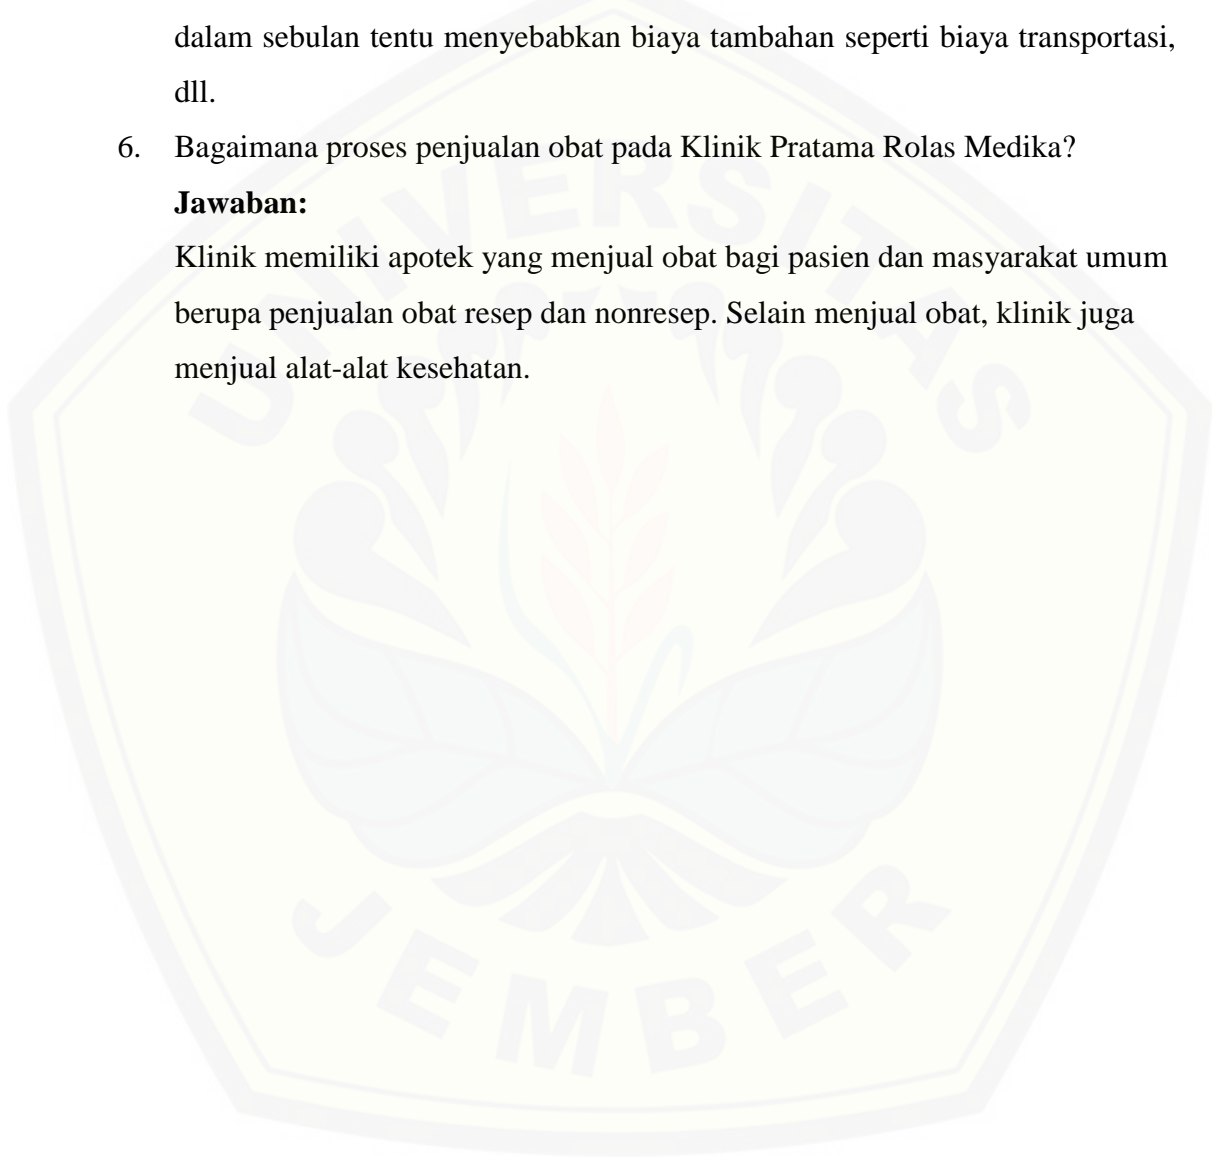 dalam sebulan tentu menyebabkan biaya tambahan seperti biaya transportasi,
dll.
6. Bagaimana proses penjualan obat pada Klinik Pratama Rolas Medika?
Jawaban:
Klinik memiliki apotek yang menjual obat bagi pasien dan masyarakat umum
berupa penjualan obat resep dan nonresep. Selain menjual obat, klinik juga
menjual alat-alat kesehatan.
UNIVERSITAS
JEMBER